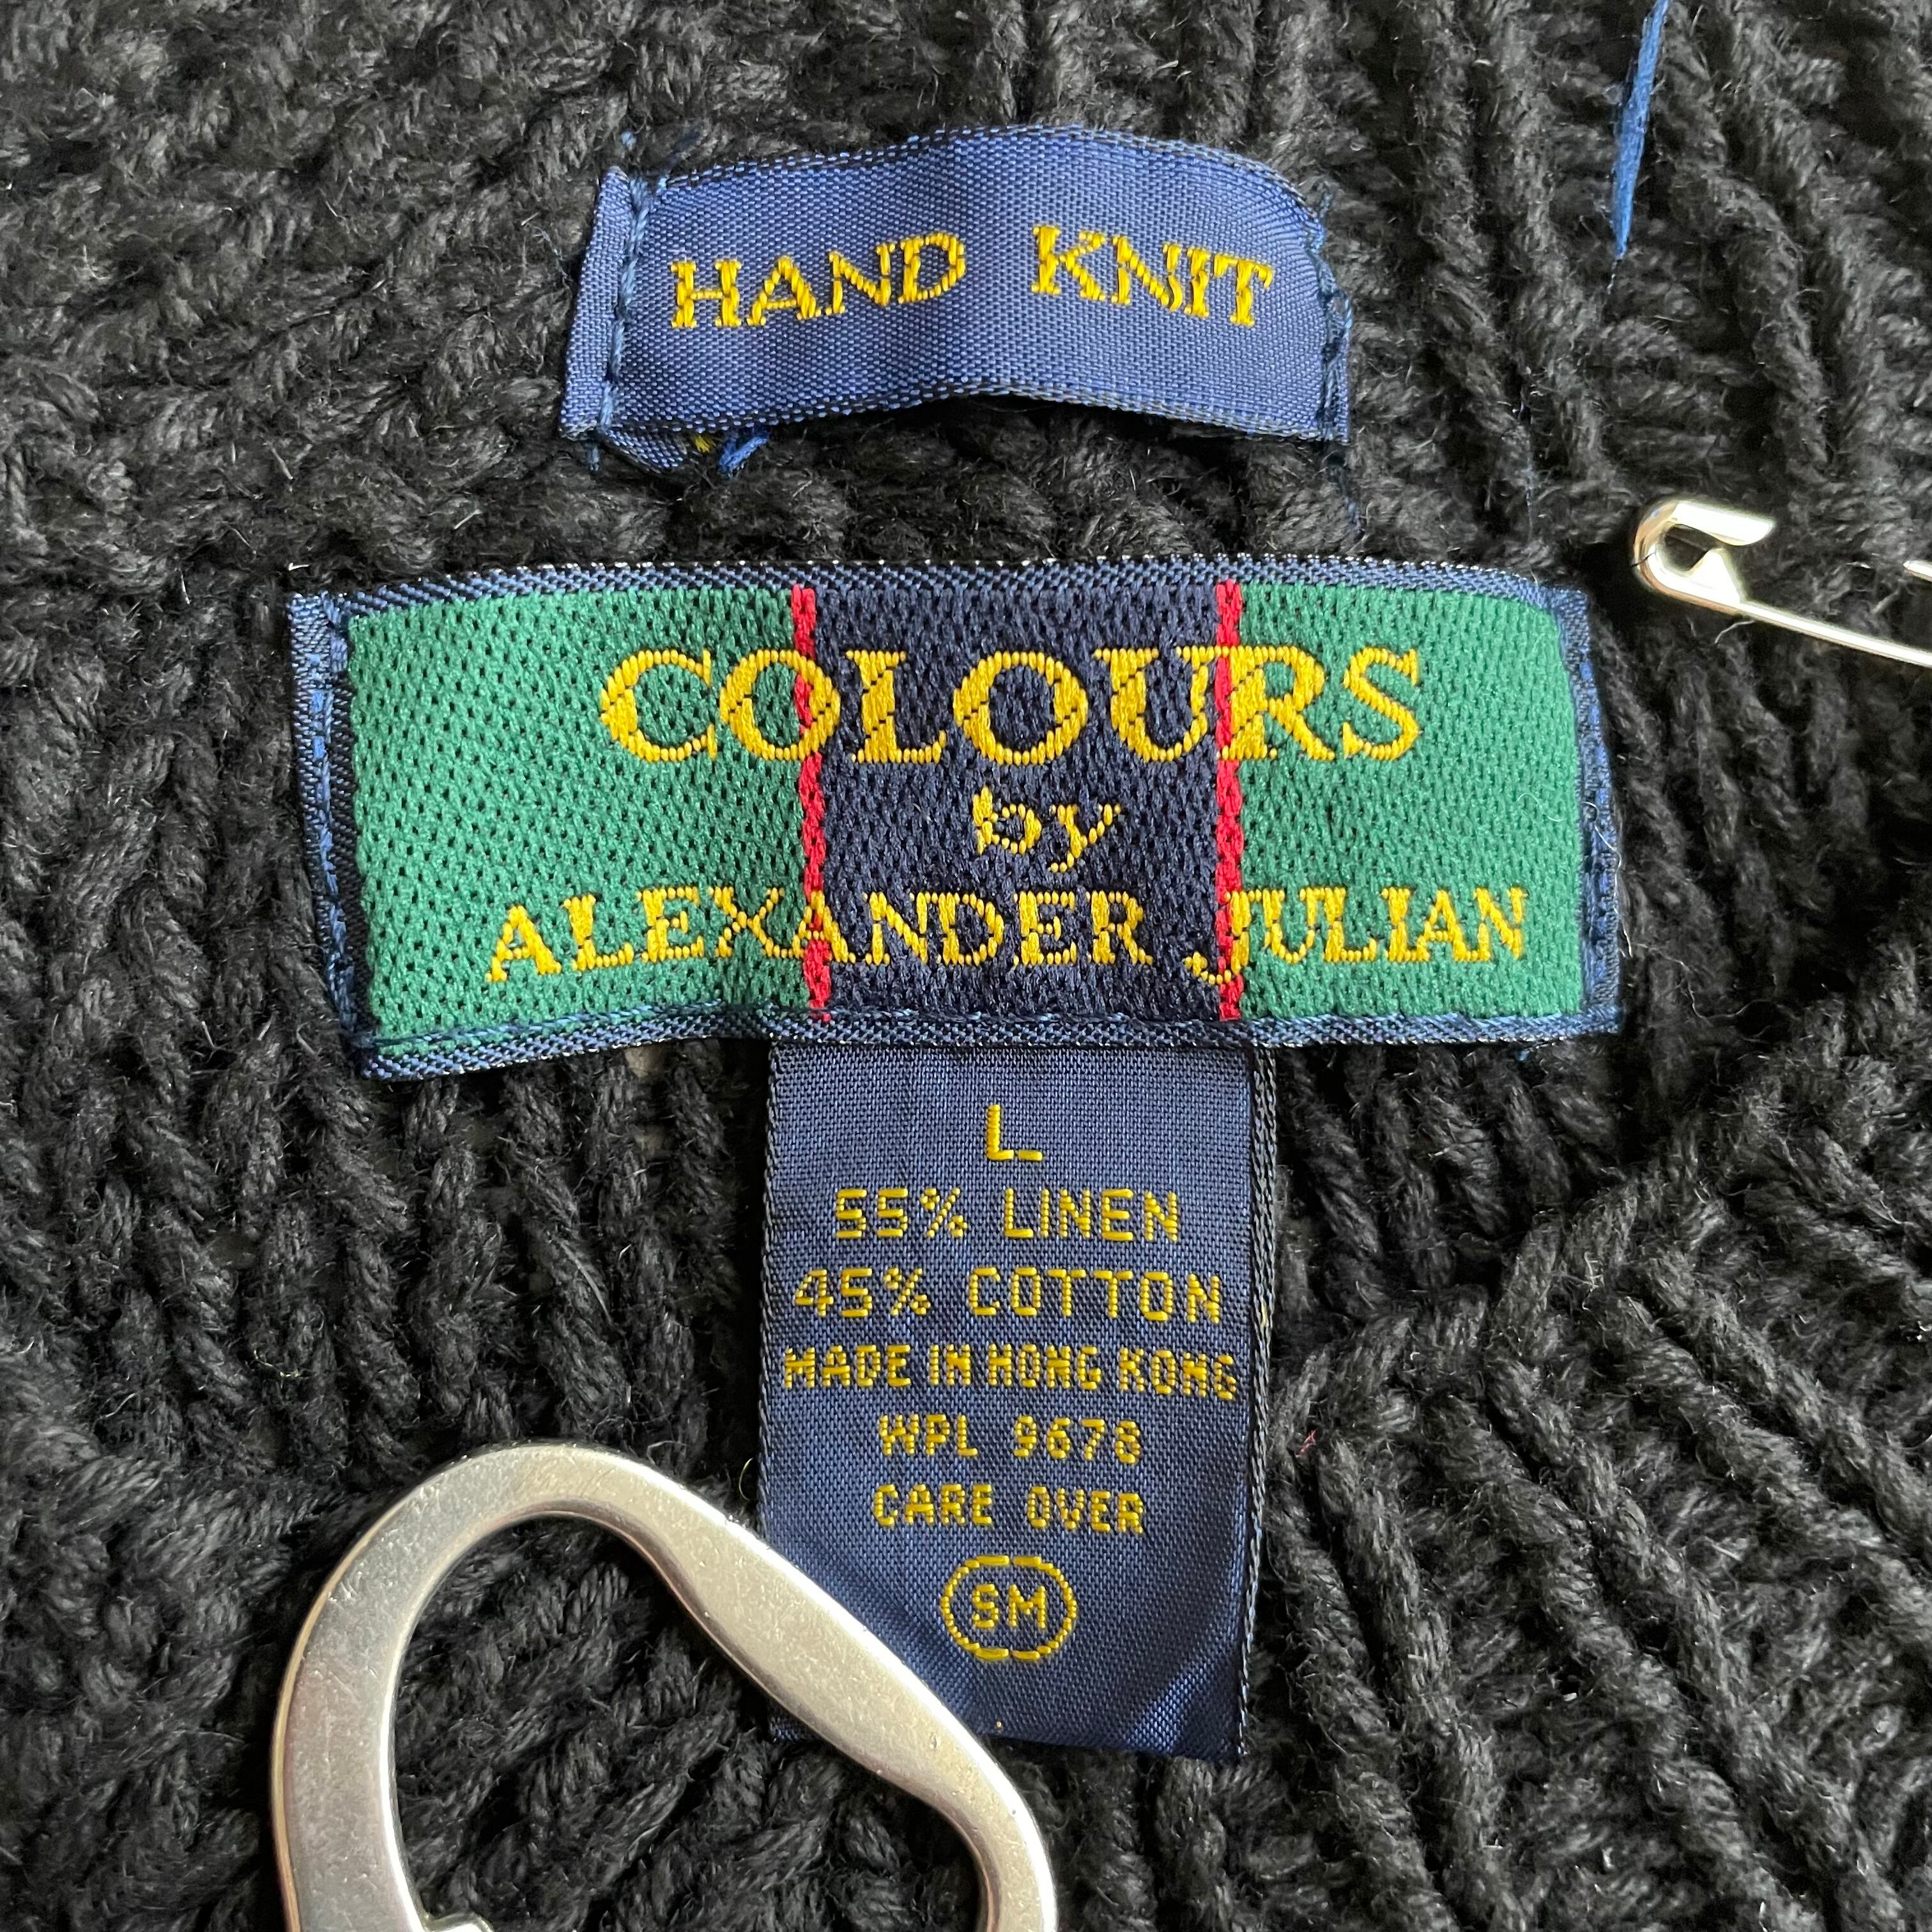 HAND KNIT
COLOURS
by
ALEXANDER JULIAN
L
55% LINEN
45% COTTON
MADE IN HONG KONG
WPL 9678
CARE OVER
SM